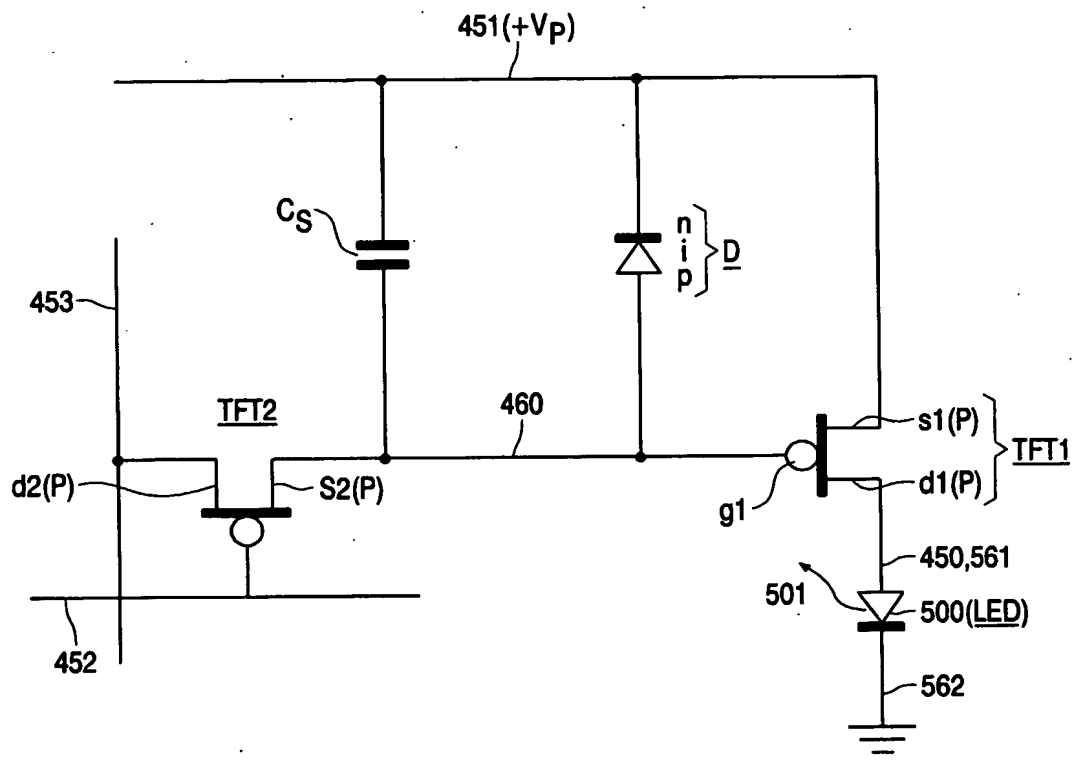 451(+VP)
CS
n
i
p
D
453
TFT2
460
s1(P)
TFT1
d2(P)
S2(P)
d1(P)
g1
450,561
501
500(LED)
452
562